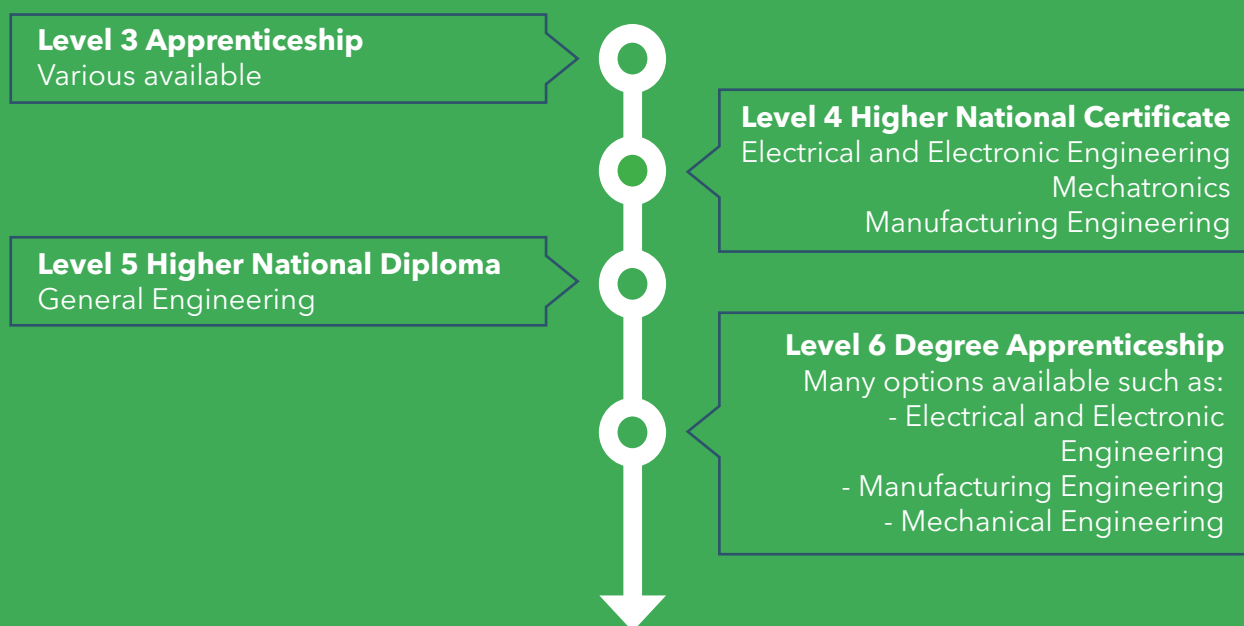 Level 3 Apprenticeship
Various available
Level 4 Higher National Certificate
Electrical and Electronic Engineering
Mechatronics
Manufacturing Engineering
Level 5 Higher National Diploma
General Engineering
Level 6 Degree Apprenticeship
Many options available such as:
- Electrical and Electronic
Engineering
- Manufacturing Engineering
- Mechanical Engineering